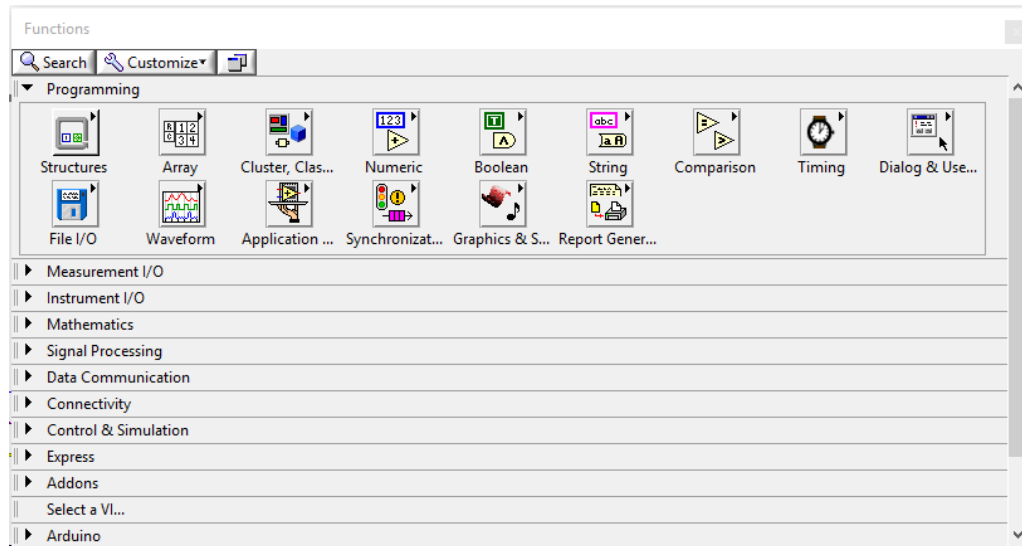 Functions
Search Customize
Programming
Structures Array Cluster, Clas... Numeric Boolean String Comparison Timing Dialog & Use...
File I/O Waveform Application ... Synchronizat... Graphics & S... Report Gener...
Measurement I/O
Instrument I/O
Mathematics
Signal Processing
Data Communication
Connectivity
Control & Simulation
Express
Addons
Select a VI...
Arduino